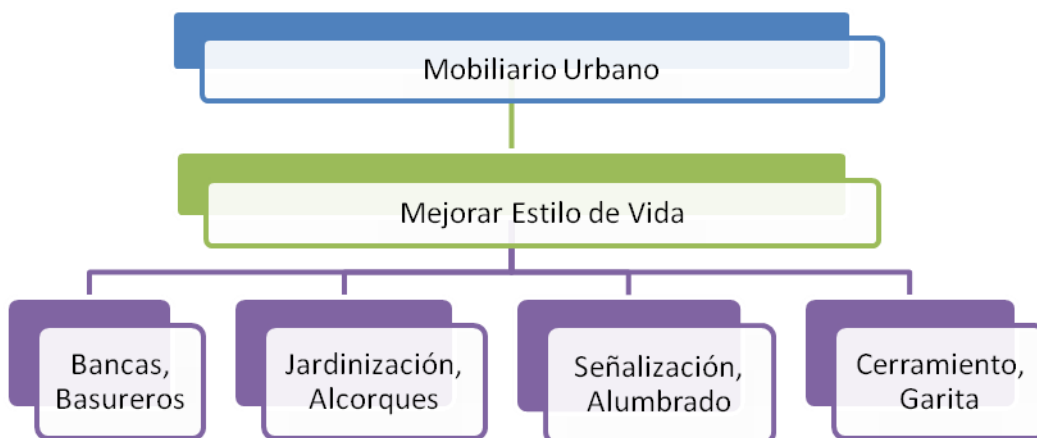 Mobiliario Urbano
Mejorar Estilo de Vida
Bancas,
Basureros
Jardinización,
Alcorques
Señalización,
Alumbrado
Cerramiento,
Garita